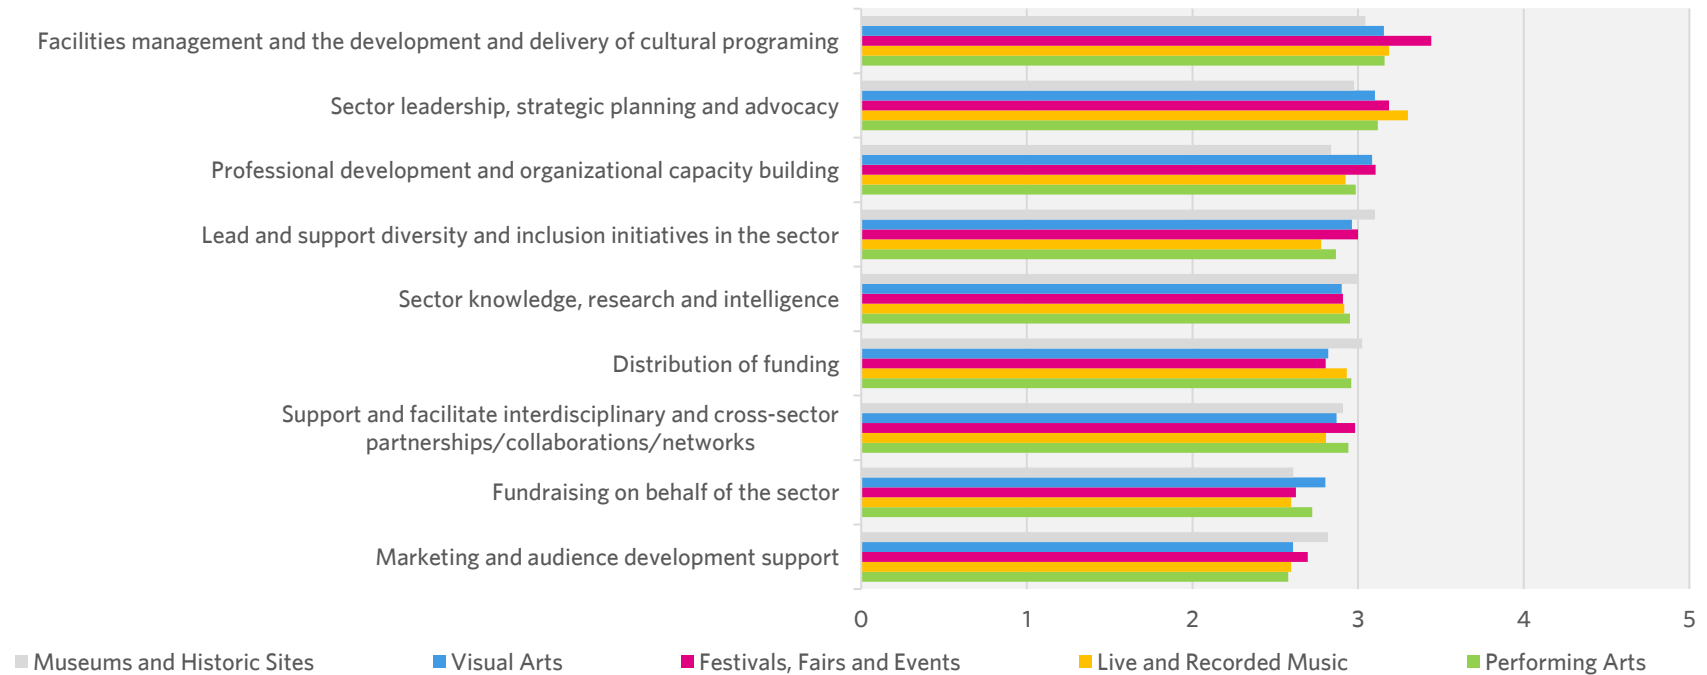 Facilities management and the development and delivery of cultural programing
Sector leadership, strategic planning and advocacy
Professional development and organizational capacity building
Lead and support diversity and inclusion initiatives in the sector
Sector knowledge, research and intelligence
Distribution of funding
Support and facilitate interdisciplinary and cross-sector
partnerships/collaborations/networks
Fundraising on behalf of the sector
Marketing and audience development support
0 1 2 3 4 5
Museums and Historic Sites Visual Arts Festivals, Fairs and Events Live and Recorded Music Performing Arts